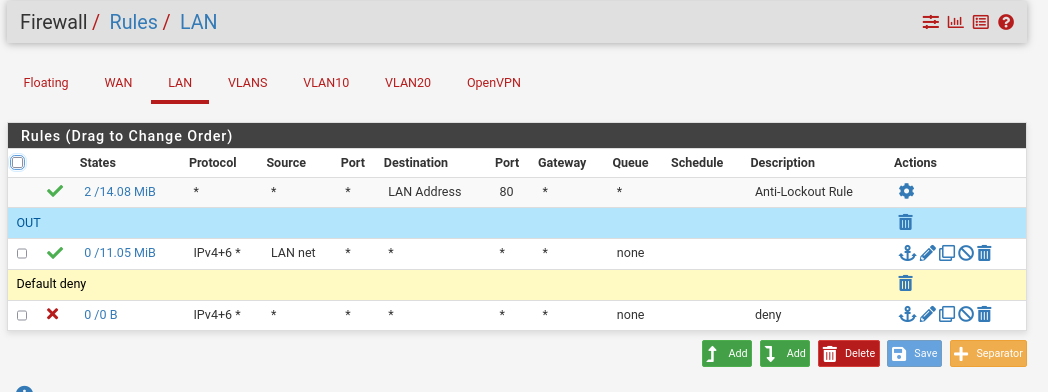 Firewall / Rules / LAN
Floating WAN LAN VLANS VLAN10 VLAN20 OpenVPN
Rules (Drag to Change Order)
States Protocol Source Port Destination Port Gateway Queue Schedule Description Actions
2 /14.08 MiB * * * LAN Address 80 * * Anti-Lockout Rule
OUT
0 /11.05 MiB IPv4+6 * LAN net * * * * none
Default deny
0 /0 B IPv4+6 * * * * * * none deny
Add Add Delete Save Separator